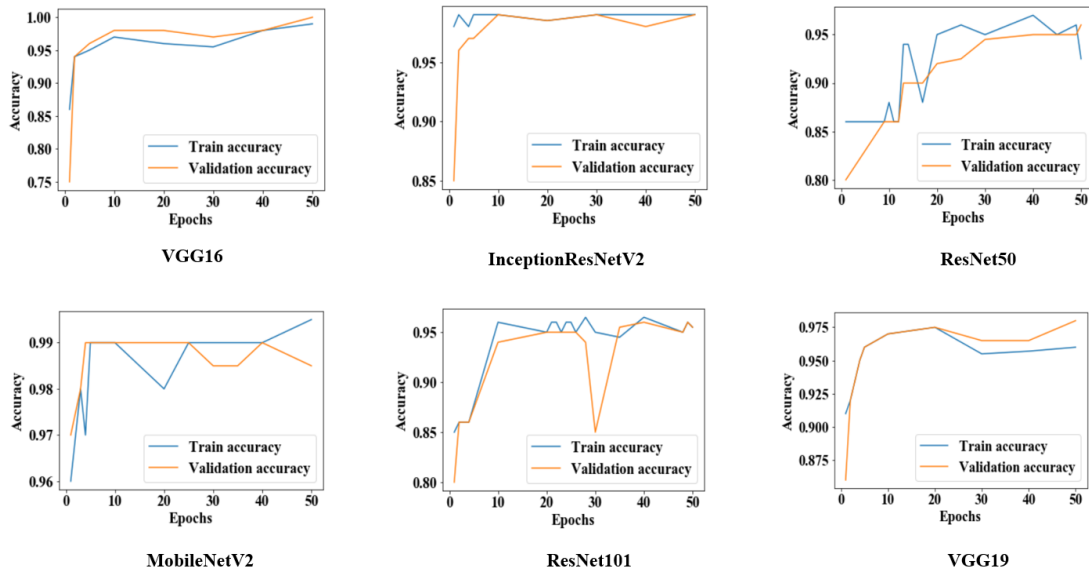 1.00
0.95
0.90
0.85
0.80
0.75
Accuracy
Train accuracy
Validation accuracy
0 10 20 30 40 50
Epochs
VGG16
0.95
0.90
0.85
Accuracy
Train accuracy
Validation accuracy
0 10 20 30 40 50
Epochs
InceptionResNetV2
0.95
0.90
0.85
0.80
Accuracy
Train accuracy
Validation accuracy
0 10 20 30 40 50
Epochs
ResNet50
0.99
0.98
0.97
0.96
Accuracy
Train accuracy
Validation accuracy
0 10 20 30 40 50
Epochs
MobileNetV2
0.95
0.90
0.85
0.80
Accuracy
Train accuracy
Validation accuracy
0 10 20 30 40 50
Epochs
ResNet101
0.975
0.950
0.925
0.900
0.875
Accuracy
Train accuracy
Validation accuracy
0 10 20 30 40 50
Epochs
VGG19